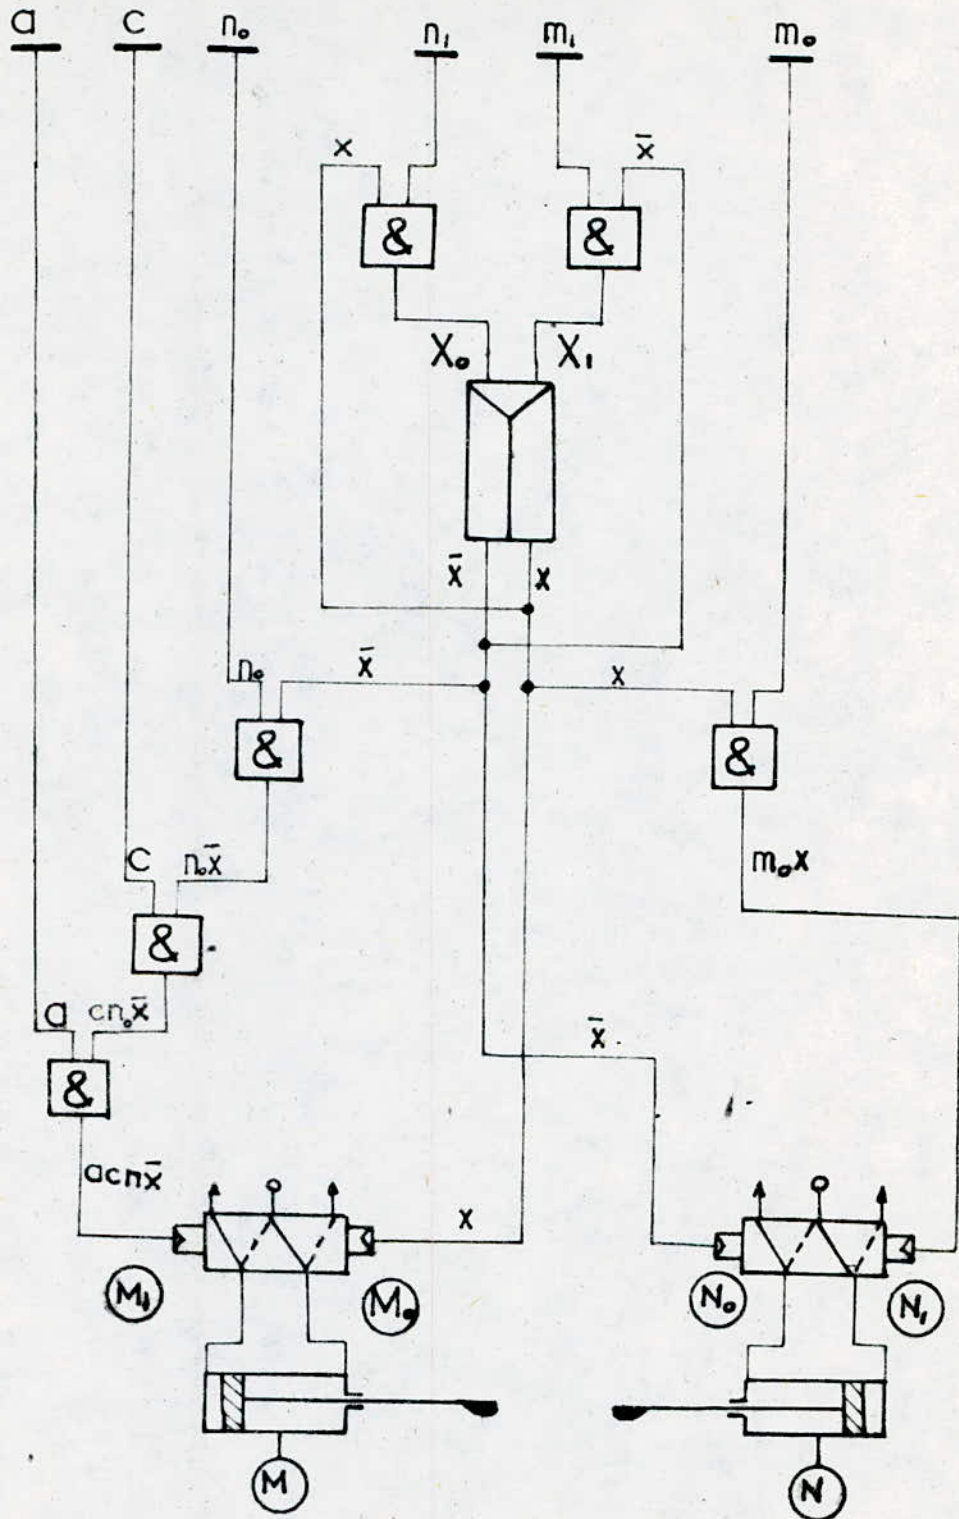 a c n₀ n₁ m₁ m₀
x x̄
& &
X₀ X₁
x̄ x
n₀ x̄ x
& &
c n₀x̄ m₀x
&
a cn₀x̄ x̄
&
acnx̄
x
M₁ M₀ N₀ N₁
M N